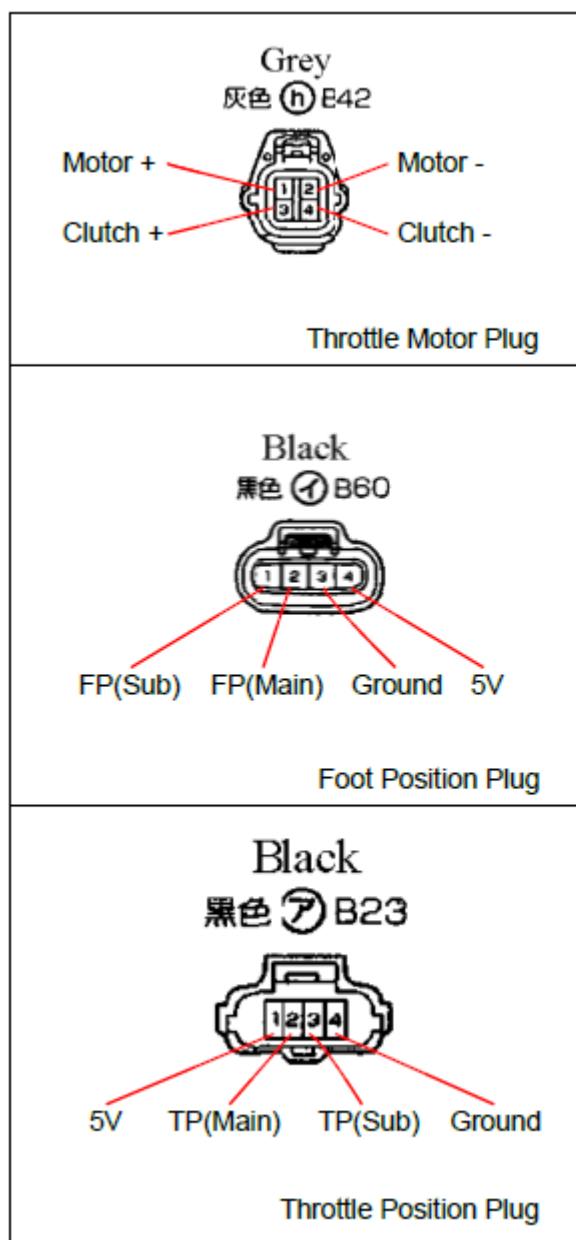 Grey
灰色 ⓗ B42
Motor + Motor -
1 2
Clutch + Clutch -
3 4
Throttle Motor Plug
Black
黒色 ㋑ B60
1 2 3 4
FP(Sub) FP(Main) Ground 5V
Foot Position Plug
Black
黒色 ㋐ B23
1 2 3 4
5V TP(Main) TP(Sub) Ground
Throttle Position Plug